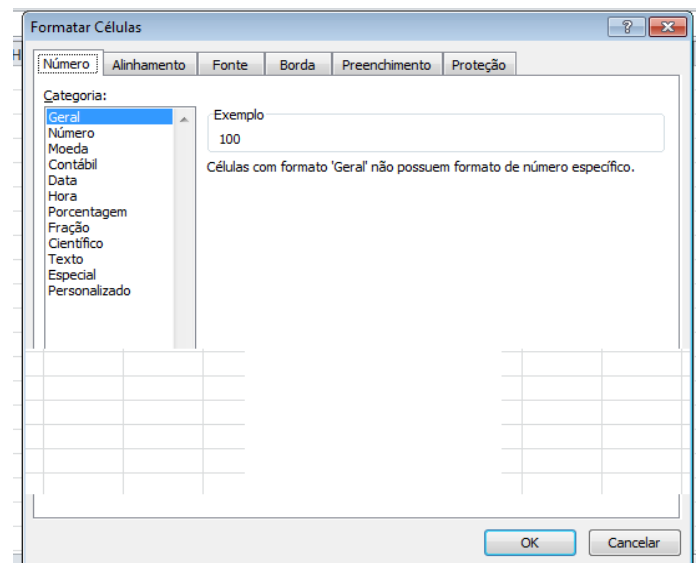 Formatar Células
H
Número Alinhamento Fonte Borda Preenchimento Proteção
Categoria:
Geral
Número
Moeda
Contábil
Data
Hora
Porcentagem
Fração
Científico
Texto
Especial
Personalizado
Exemplo
100
Células com formato 'Geral' não possuem formato de número específico.
OK Cancelar